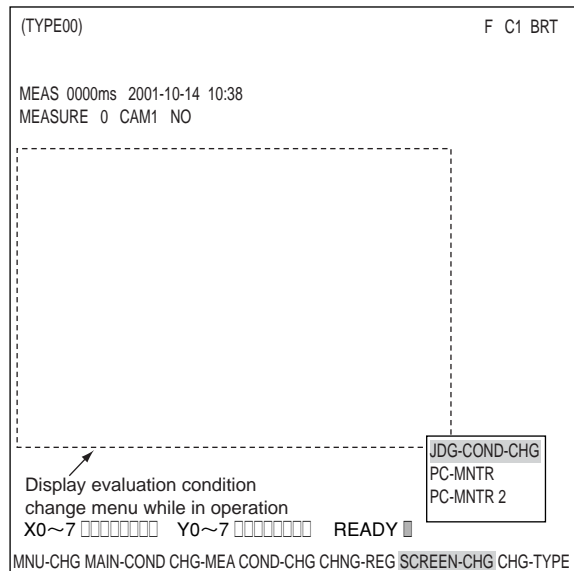 (TYPE00) F C1 BRT
MEAS 0000ms 2001-10-14 10:38
MEASURE 0 CAM1 NO
JDG-COND-CHG
PC-MNTR
PC-MNTR 2
Display evaluation condition
change menu while in operation
X0～7 □□□□□□□□ Y0～7 □□□□□□□□ READY
MNU-CHG MAIN-COND CHG-MEA COND-CHG CHNG-REG SCREEN-CHG CHG-TYPE